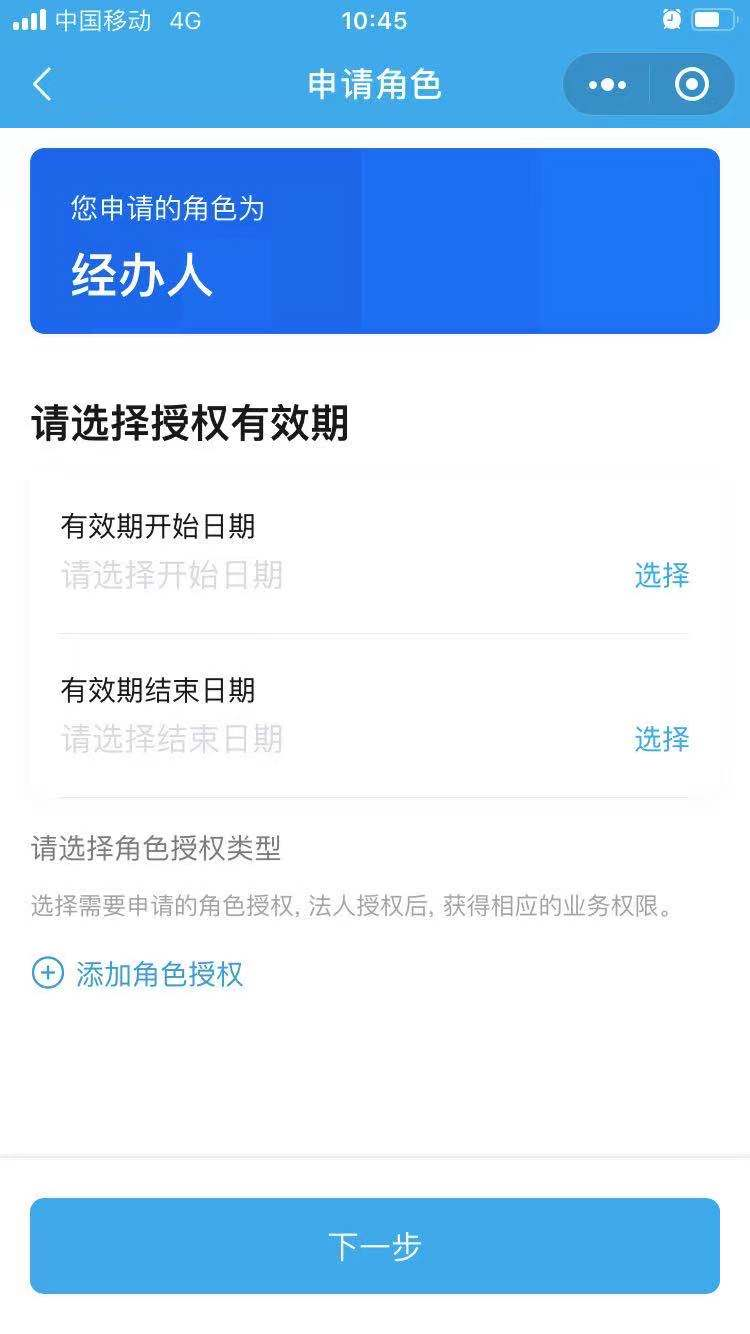 中国移动 4G 10:45
申请角色
您申请的角色为
经办人
请选择授权有效期
有效期开始日期
请选择开始日期 选择
有效期结束日期
请选择结束日期 选择
请选择角色授权类型
选择需要申请的角色授权, 法人授权后, 获得相应的业务权限。
添加角色授权
下一步